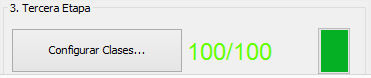 3. Tercera Etapa
Configurar Clases... 100/100